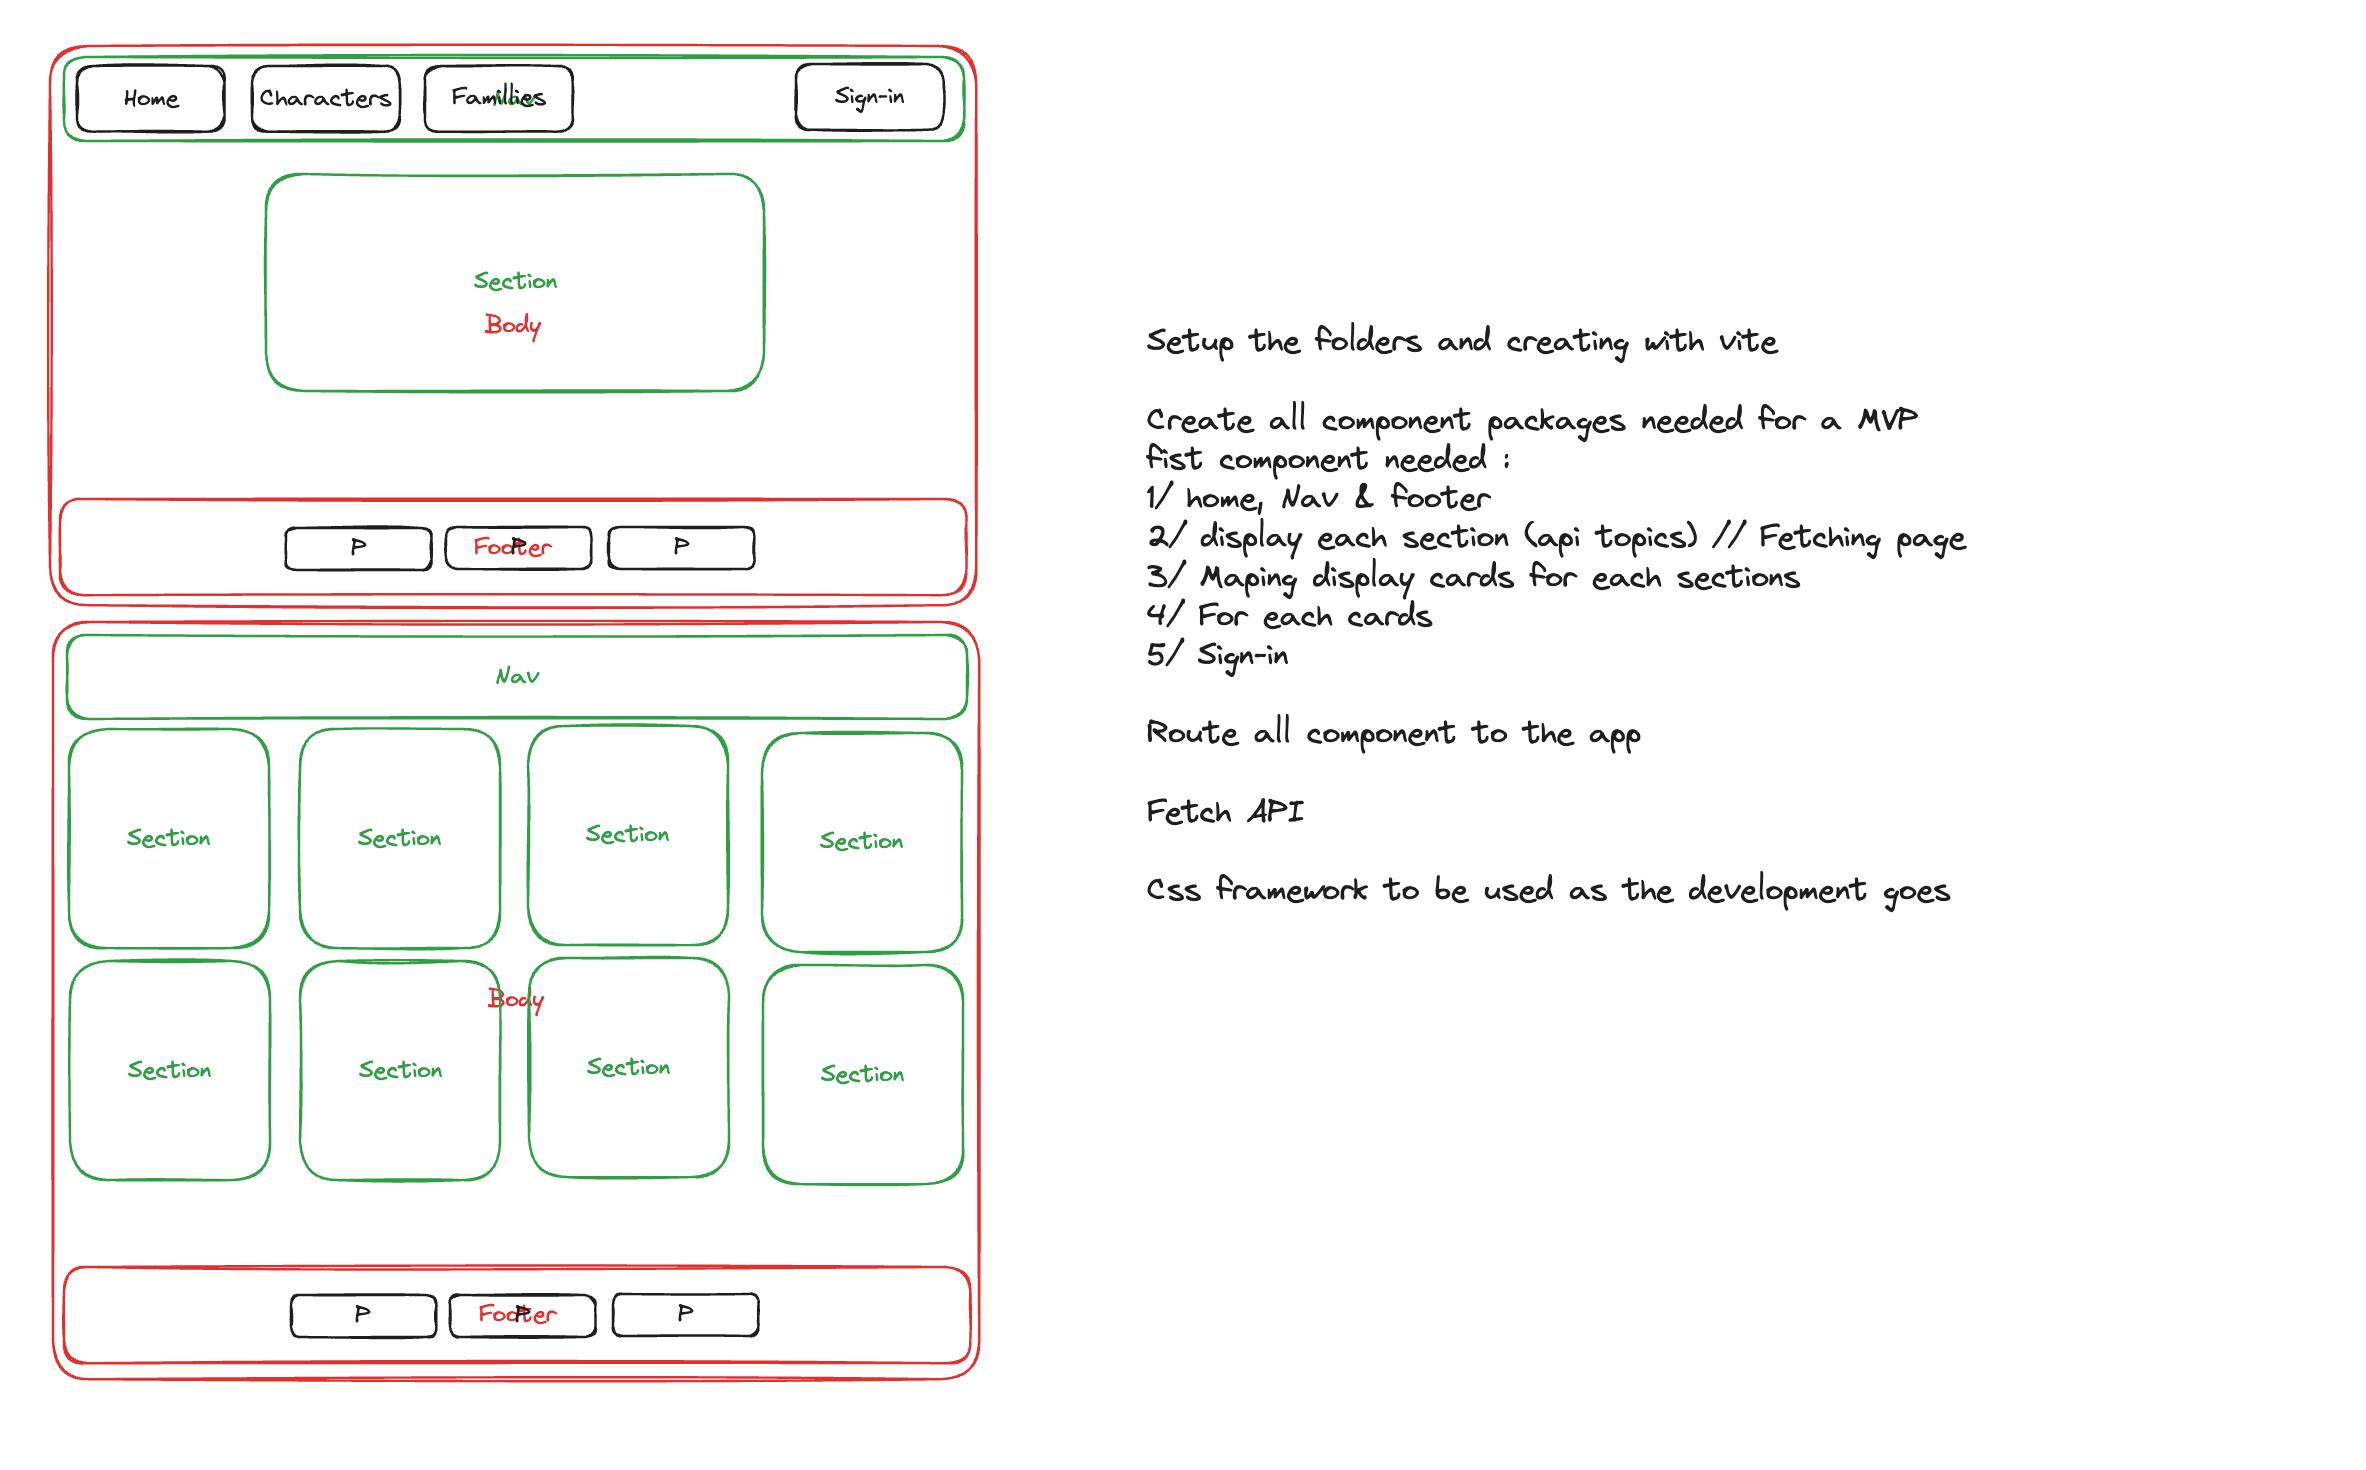 Home
Characters
Families
Nav
Sign-in
Section
Body
P
Footer
P
P
Nav
Section
Section
Section
Section
Body
Section
Section
Section
Section
P
Footer
P
P
Setup the folders and creating with vite
Create all component packages needed for a MVP
fist component needed :
1/ home, Nav & footer
2/ display each section (api topics) // Fetching page
3/ Maping display cards for each sections
4/ For each cards
5/ Sign-in
Route all component to the app
Fetch API
Css framework to be used as the development goes